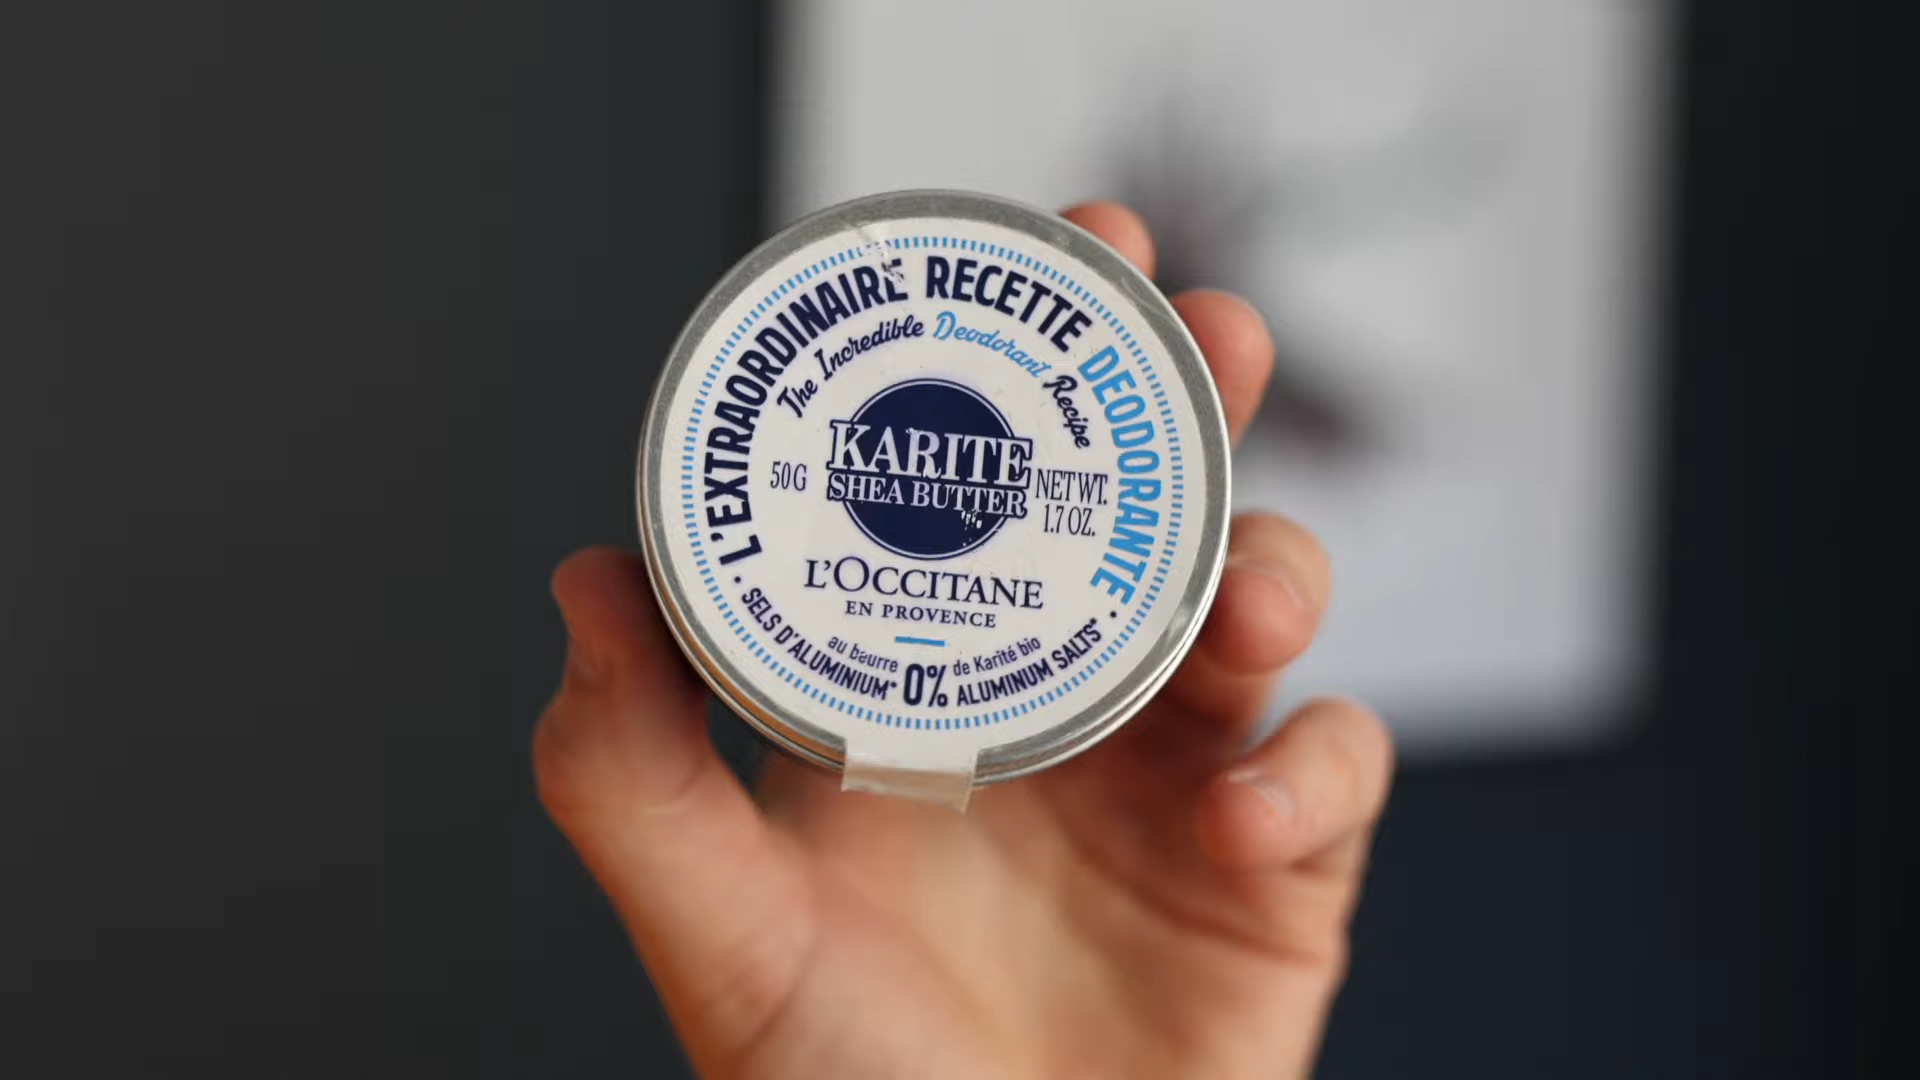 L'EXTRAORDINAIRE RECETTE DEODORANTE
The Incredible Deodorant Recipe
KARITE
SHEA BUTTER
50G
NET WT.
1.7 OZ.
L'OCCITANE
EN PROVENCE
au beurre de Karité bio
• SELS D'ALUMINIUM* 0% ALUMINUM SALTS* •